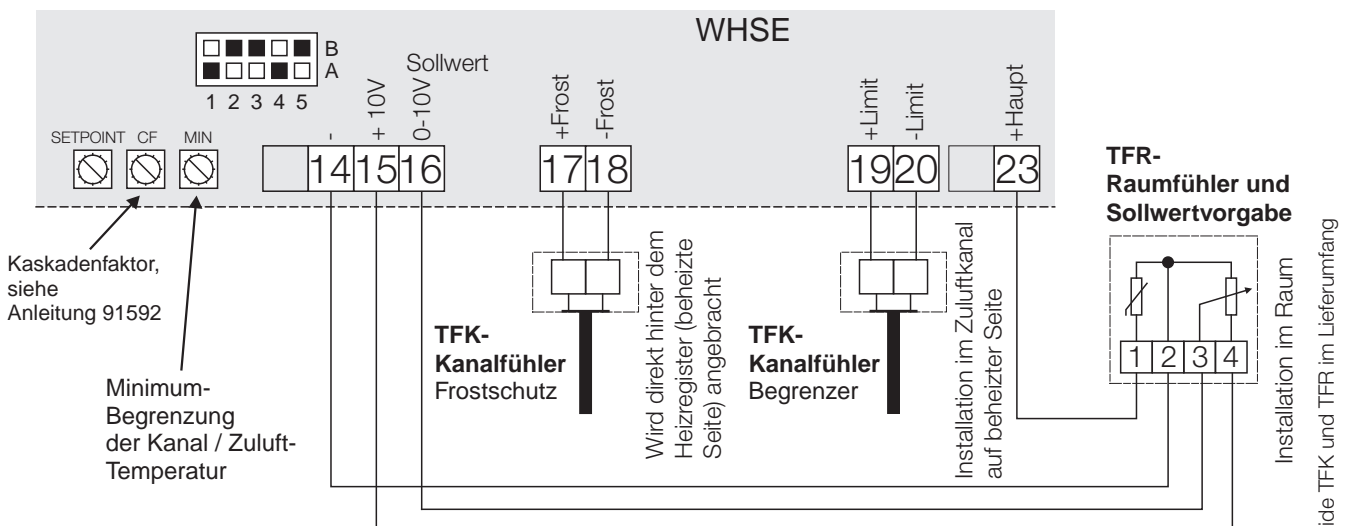 WHSE
B
A
1 2 3 4 5
SETPOINT CF MIN
-
+ 10V
0-10V
Sollwert
+Frost
-Frost
+Limit
-Limit
+Haupt
14 15 16
17 18
19 20
23
Kaskadenfaktor,
siehe
Anleitung 91592
Minimum-
Begrenzung
der Kanal / Zuluft-
Temperatur
TFK-
Kanalfühler
Frostschutz
Wird direkt hinter dem
Heizregister (beheizte
Seite) angebracht
TFK-
Kanalfühler
Begrenzer
Installation im Zuluftkanal
auf beheizter Seite
TFR-
Raumfühler und
Sollwertvorgabe
1 2 3 4
Installation im Raum
TFK und TFR im Lieferumfang